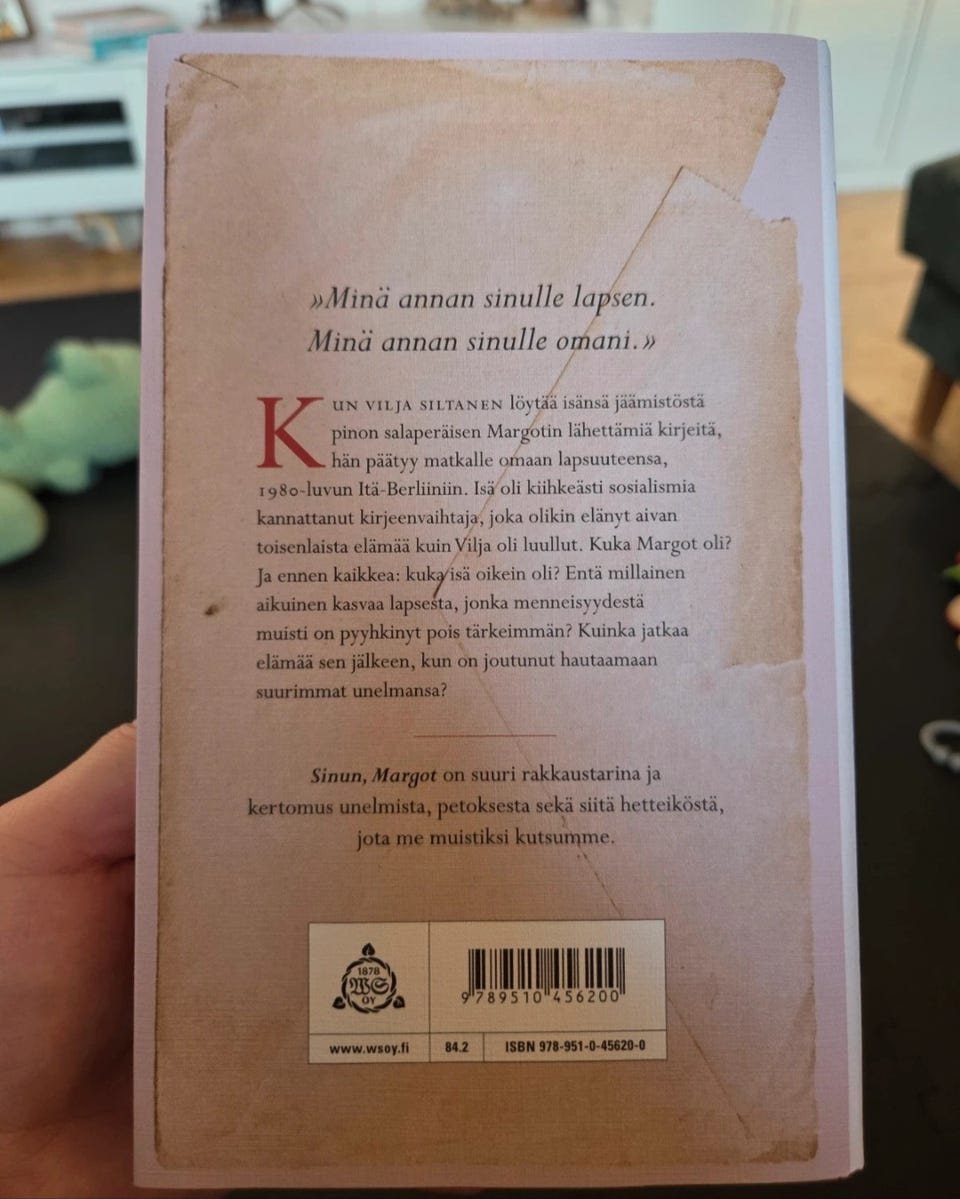 »Minä annan sinulle lapsen.
Minä annan sinulle omani.»
KUN VILJA SILTANEN löytää isänsä jäämistöstä
pinon salaperäisen Margotin lähettämiä kirjeitä,
hän päätyy matkalle omaan lapsuuteensa,
1980-luvun Itä-Berliiniin. Isä oli kiihkeästi sosialismia
kannattanut kirjeenvaihtaja, joka olikin elänyt aivan
toisenlaista elämää kuin Vilja oli luullut. Kuka Margot oli?
Ja ennen kaikkea: kuka isä oikein oli? Entä millainen
aikuinen kasvaa lapsesta, jonka menneisyydestä
muisti on pyyhkinyt pois tärkeimmän? Kuinka jatkaa
elämää sen jälkeen, kun on joutunut hautaamaan
suurimmat unelmansa?
Sinun, Margot on suuri rakkaustarina ja
kertomus unelmista, petoksesta sekä siitä hetteiköstä,
jota me muistiksi kutsumme.
1878
WS
OY
9 789510 456200
www.wsoy.fi
84.2
ISBN 978-951-0-45620-0